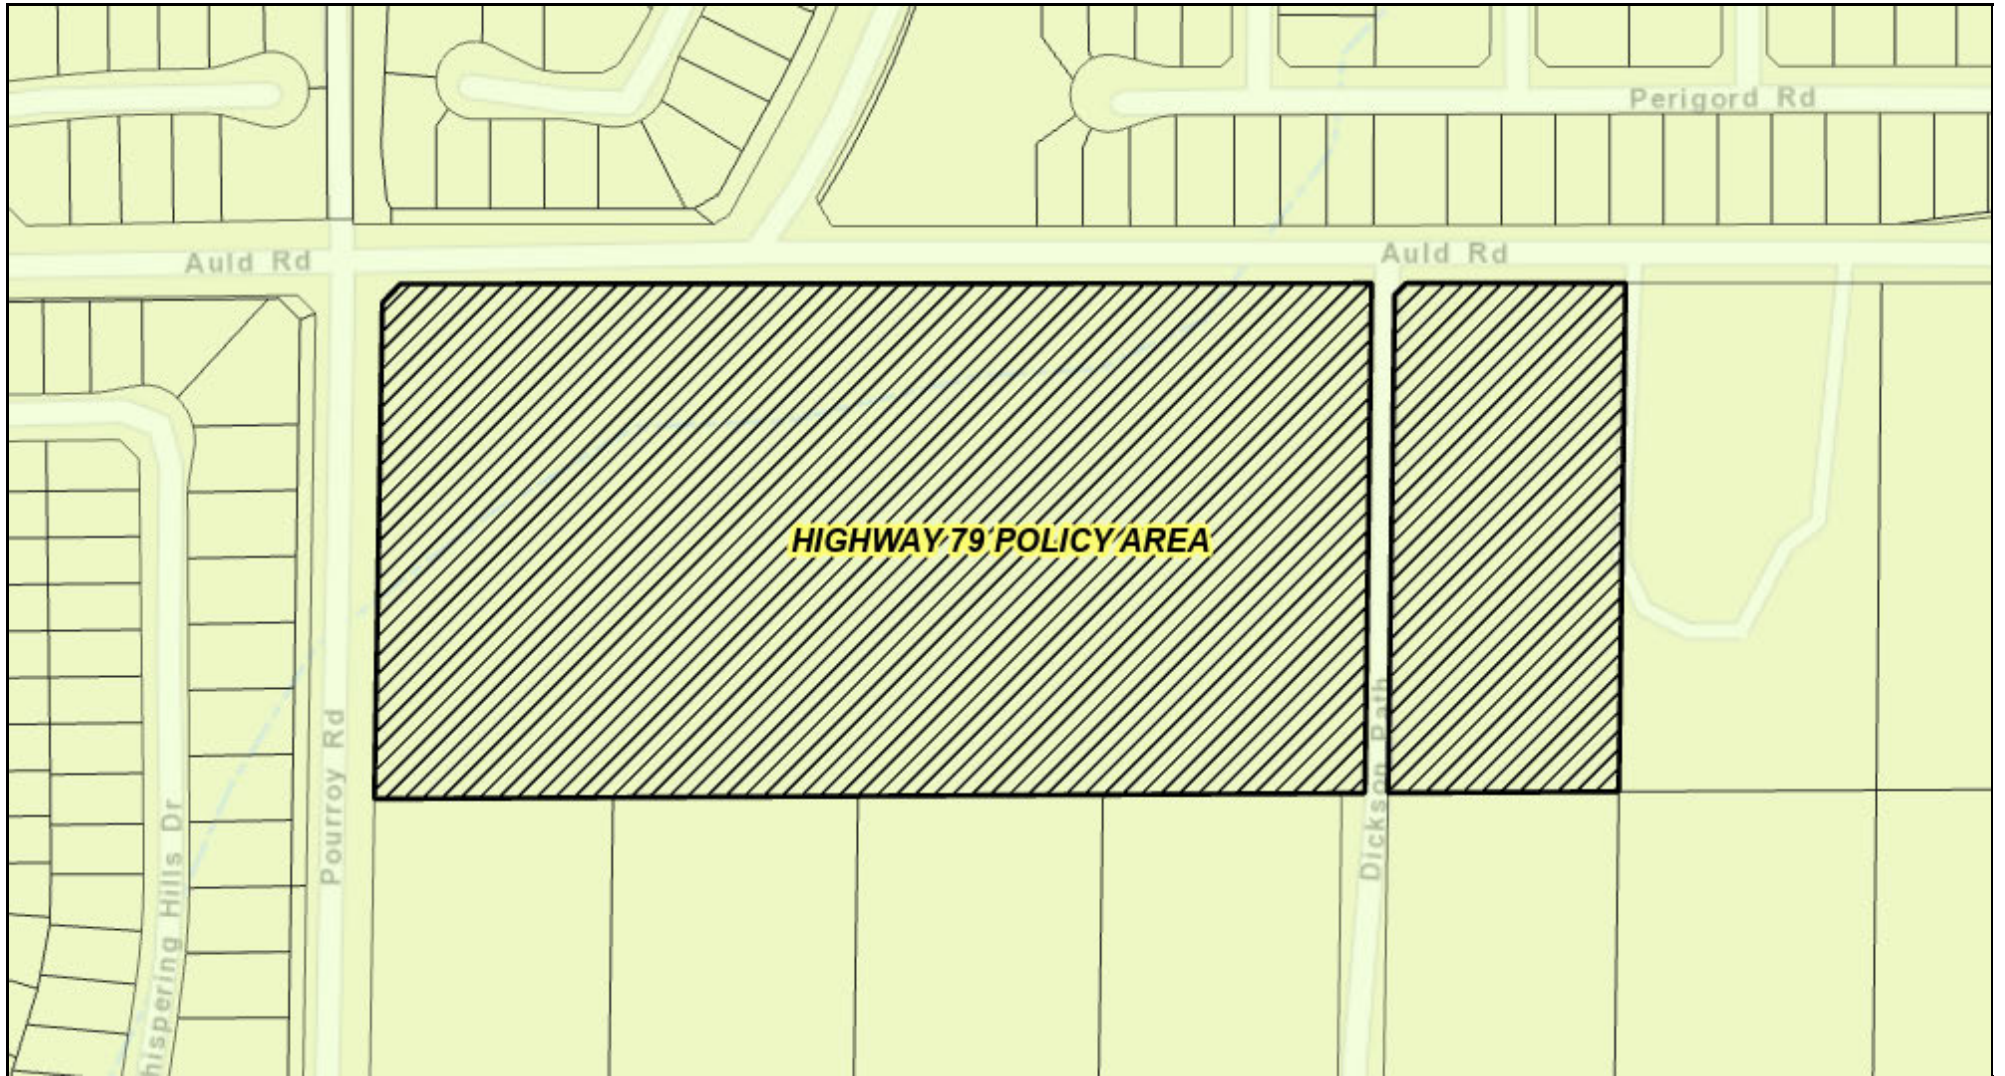 Perigord Rd
Auld Rd
Auld Rd
HIGHWAY 79 POLICY AREA
Pourroy Rd
Dickson Path
hispering Hills Dr